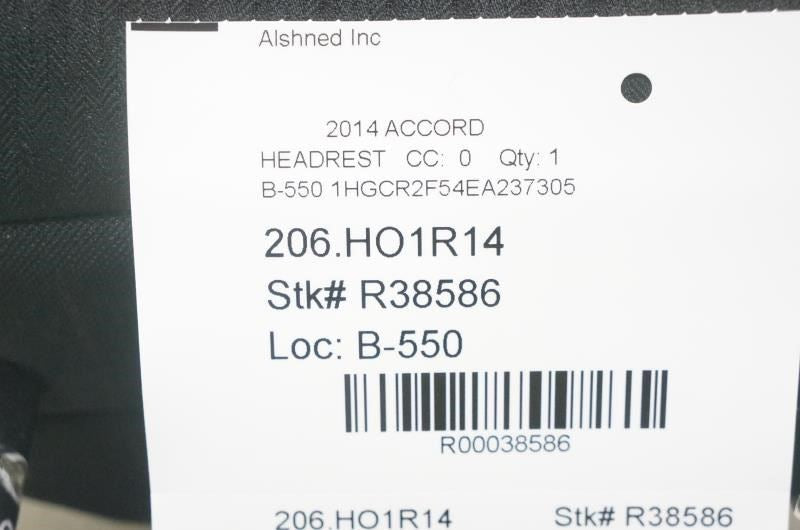 Alshned Inc
2014 ACCORD
HEADREST CC: 0 Qty: 1
B-550 1HGCR2F54EA237305
206.HO1R14
Stk# R38586
Loc: B-550
R00038586
206.HO1R14 Stk# R38586